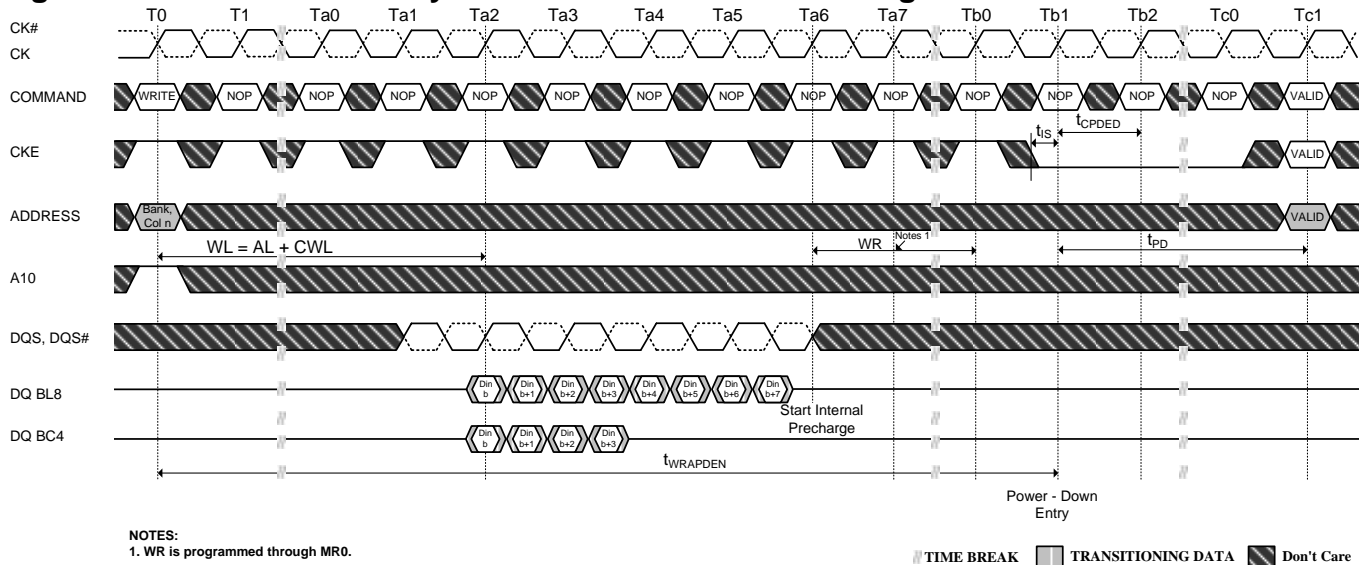 T0 T1 Ta0 Ta1 Ta2 Ta3 Ta4 Ta5 Ta6 Ta7 Tb0 Tb1 Tb2 Tc0 Tc1
CK#
CK
COMMAND WRITE NOP NOP NOP NOP NOP NOP NOP NOP NOP NOP NOP NOP NOP VALID
tIS tCPDED
CKE VALID
ADDRESS Bank, Col n VALID
WL = AL + CWL WR Notes 1 tPD
A10
DQS, DQS#
DQ BL8 Din b Din b+1 Din b+2 Din b+3 Din b+4 Din b+5 Din b+6 Din b+7
Start Internal
Precharge
DQ BC4 Din b Din b+1 Din b+2 Din b+3
tWRAPDEN
Power - Down
Entry
NOTES:
1. WR is programmed through MR0.
TIME BREAK TRANSITIONING DATA Don't Care